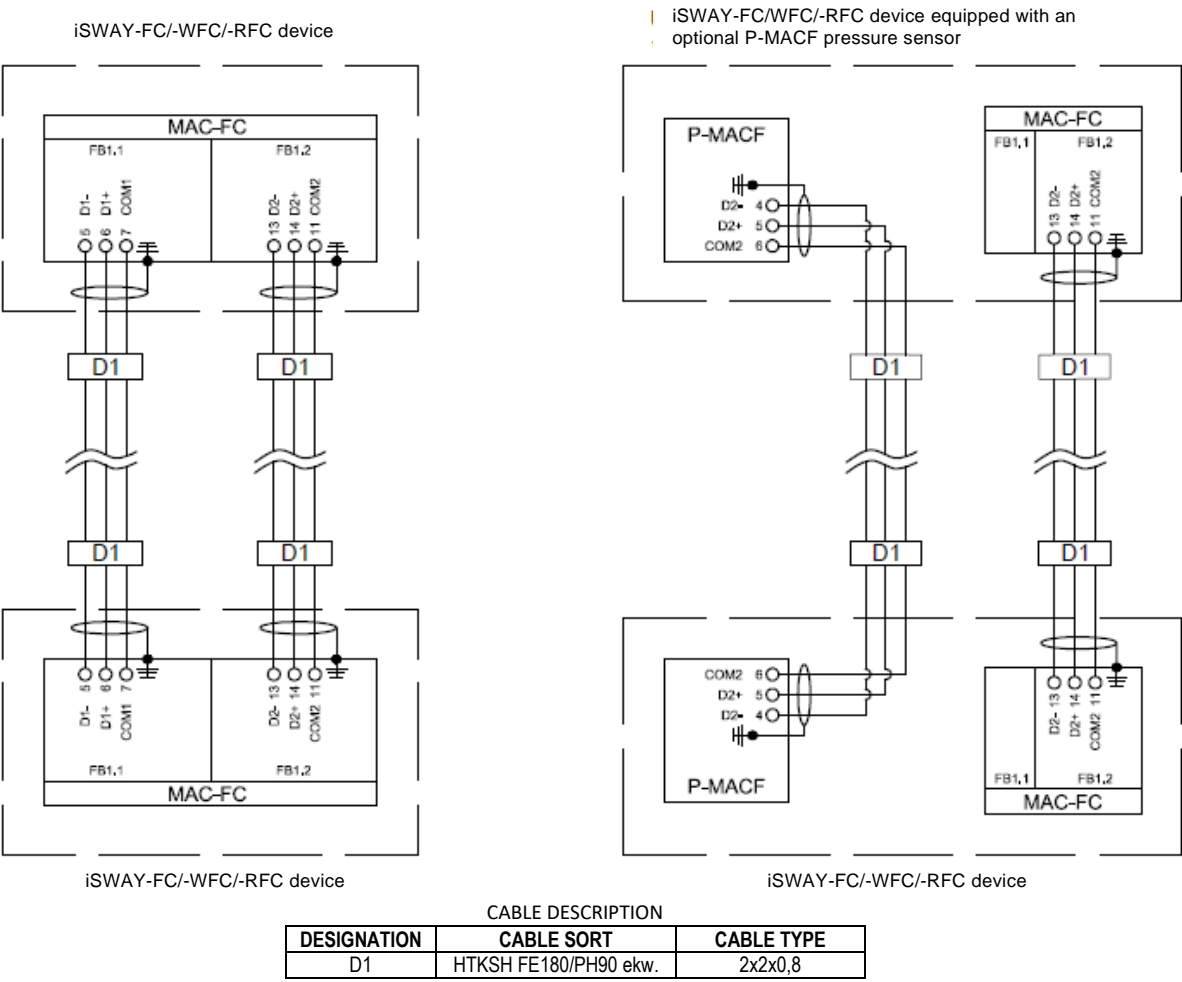 iSWAY-FC/-WFC/-RFC device
MAC-FC
FB1.1
FB1.2
5 D1-
6 D1+
7 COM1
13 D2-
14 D2+
11 COM2
D1
D1
D1
D1
5 D1-
6 D1+
7 COM1
13 D2-
14 D2+
11 COM2
FB1.1
FB1.2
MAC-FC
iSWAY-FC/-WFC/-RFC device
iSWAY-FC/WFC/-RFC device equipped with an
optional P-MACF pressure sensor
P-MACF
D2- 4
D2+ 5
COM2 6
MAC-FC
FB1.1
FB1.2
13 D2-
14 D2+
11 COM2
D1
D1
D1
D1
COM2 6
D2+ 5
D2- 4
P-MACF
D2- 13
D2+ 14
COM2 11
FB1.1
FB1.2
MAC-FC
iSWAY-FC/-WFC/-RFC device
CABLE DESCRIPTION
DESIGNATION CABLE SORT CABLE TYPE
D1 HTKSH FE180/PH90 ekw. 2x2x0,8